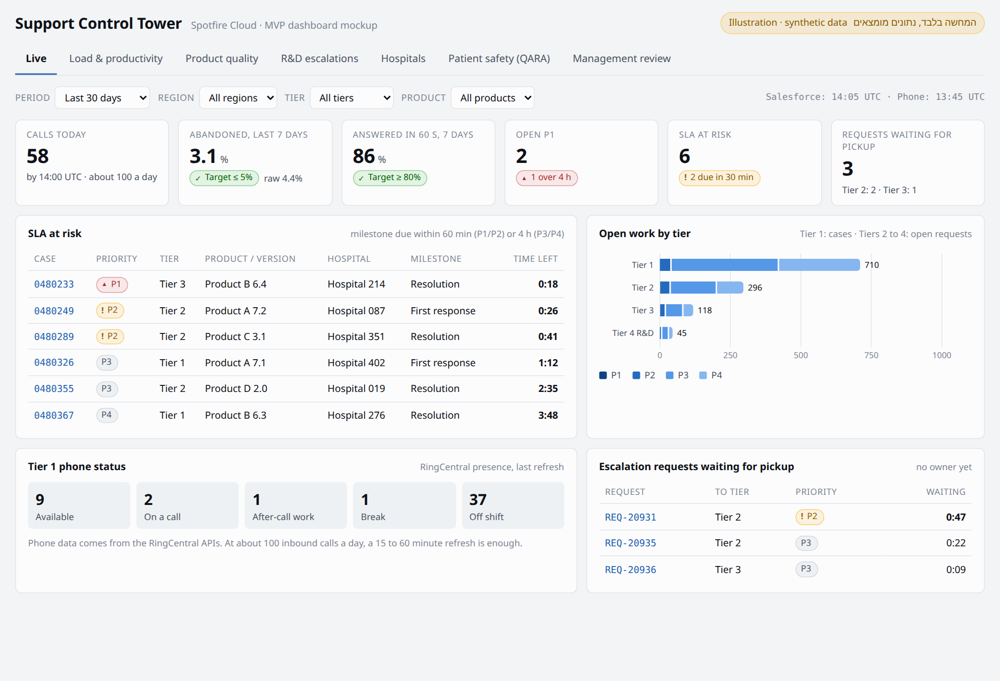 Support Control Tower Spotfire Cloud · MVP dashboard mockup
Illustration · synthetic data המחשה בלבד, נתונים מומצאים
Live Load & productivity Product quality R&D escalations Hospitals Patient safety (QARA) Management review
PERIOD Last 30 days REGION All regions TIER All tiers PRODUCT All products
Salesforce: 14:05 UTC · Phone: 13:45 UTC
CALLS TODAY
58
by 14:00 UTC · about 100 a day
ABANDONED, LAST 7 DAYS
3.1 %
✓ Target ≤ 5% raw 4.4%
ANSWERED IN 60 S, 7 DAYS
86 %
✓ Target ≥ 80%
OPEN P1
2
▲ 1 over 4 h
SLA AT RISK
6
! 2 due in 30 min
REQUESTS WAITING FOR
PICKUP
3
Tier 2: 2 · Tier 3: 1
SLA at risk milestone due within 60 min (P1/P2) or 4 h (P3/P4)
CASE PRIORITY TIER PRODUCT / VERSION HOSPITAL MILESTONE TIME LEFT
0480233 ▲ P1 Tier 3 Product B 6.4 Hospital 214 Resolution 0:18
0480249 ! P2 Tier 2 Product A 7.2 Hospital 087 First response 0:26
0480289 ! P2 Tier 2 Product C 3.1 Hospital 351 Resolution 0:41
0480326 P3 Tier 1 Product A 7.1 Hospital 402 First response 1:12
0480355 P3 Tier 2 Product D 2.0 Hospital 019 Resolution 2:35
0480367 P4 Tier 1 Product B 6.3 Hospital 276 Resolution 3:48
Open work by tier Tier 1: cases · Tiers 2 to 4: open requests
Tier 1 710
Tier 2 296
Tier 3 118
Tier 4 R&D 45
0 250 500 750 1000
P1 P2 P3 P4
Tier 1 phone status RingCentral presence, last refresh
9 2 1 1 37
Available On a call After-call work Break Off shift
Phone data comes from the RingCentral APIs. At about 100 inbound calls a day, a 15 to 60 minute refresh is enough.
Escalation requests waiting for pickup no owner yet
REQUEST TO TIER PRIORITY WAITING
REQ-20931 Tier 2 ! P2 0:47
REQ-20935 Tier 2 P3 0:22
REQ-20936 Tier 3 P3 0:09